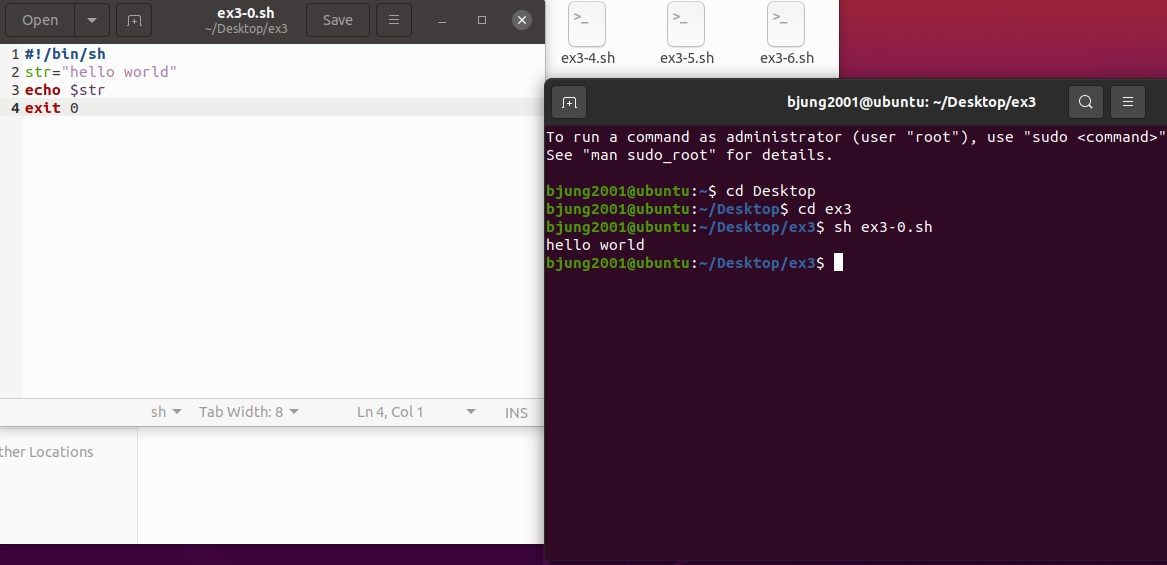 Open
ex3-0.sh
~/Desktop/ex3
Save
1 #!/bin/sh
2 str="hello world"
3 echo $str
4 exit 0
sh
Tab Width: 8
Ln 4, Col 1
INS
ther Locations
>_
>_
>_
ex3-4.sh
ex3-5.sh
ex3-6.sh
bjung2001@ubuntu: ~/Desktop/ex3
To run a command as administrator (user "root"), use "sudo <command>"
See "man sudo_root" for details.
bjung2001@ubuntu:~$ cd Desktop
bjung2001@ubuntu:~/Desktop$ cd ex3
bjung2001@ubuntu:~/Desktop/ex3$ sh ex3-0.sh
hello world
bjung2001@ubuntu:~/Desktop/ex3$